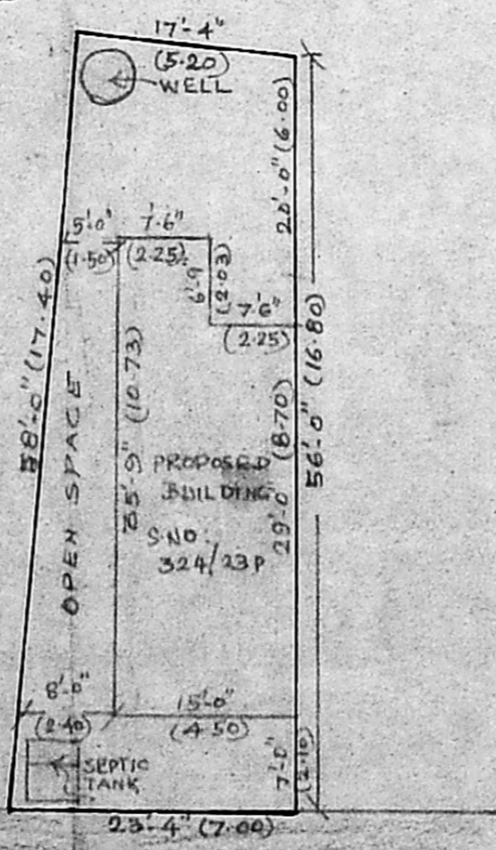 17'-4"
(5.20)
WELL
20'-0" (6.00)
5'-0"
(1.50)
7'-6"
(2.25)
6'-9
(2.03)
7'6"
(2.25)
58'-0" (17.40)
OPEN SPACE
35'-9" (10.73)
PROPOSED
BUILDING
S.NO:
324/23P
29'-0 (8.70)
56'-0" (16.80)
8'-0"
(2.40)
15'-0"
(4.50)
7'-0"
(2.10)
SEPTIC
TANK
23'-4" (7.00)